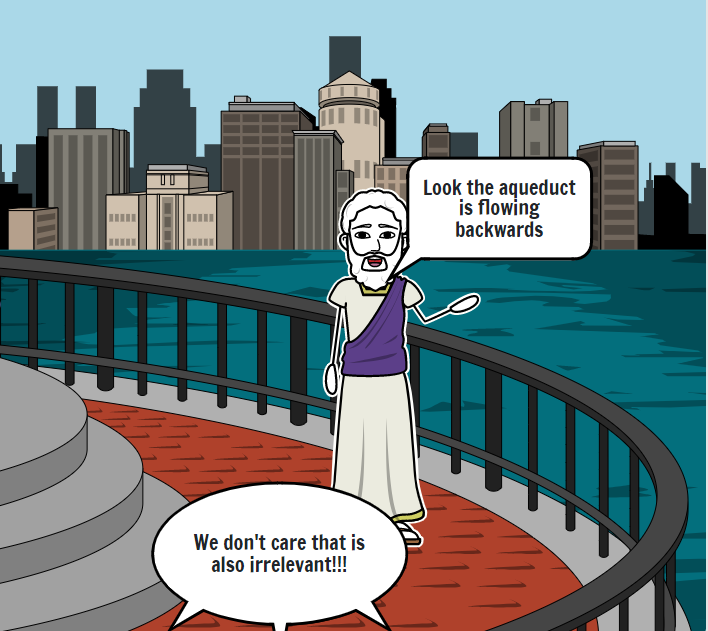 Look the aqueduct
is flowing
backwards
We don't care that is
also irrelevant!!!